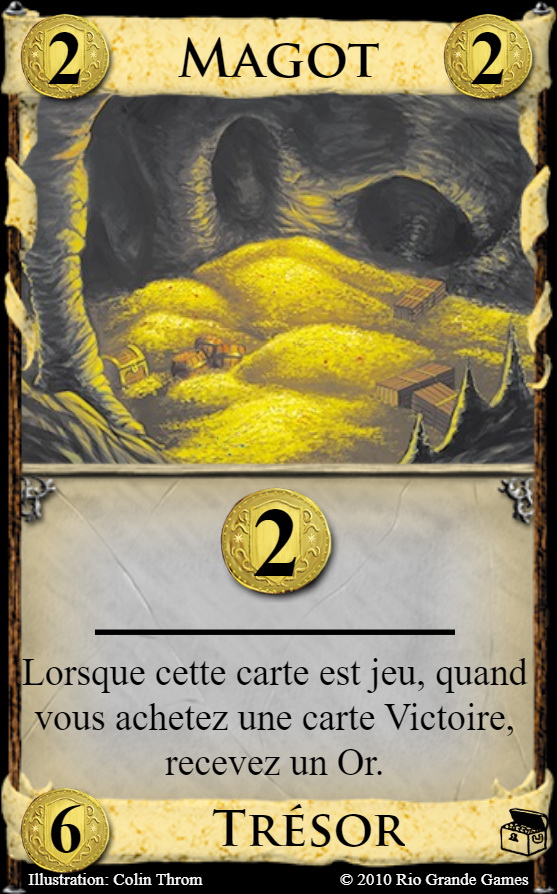 2 Magot 2
2
Lorsque cette carte est jeu, quand
vous achetez une carte Victoire,
recevez un Or.
6 Trésor
Illustration: Colin Throm © 2010 Rio Grande Games